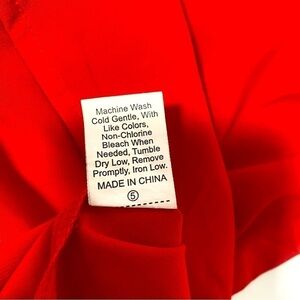 Machine Wash
Cold Gentle, With
Like Colors,
Non-Chlorine
Bleach When
Needed, Tumble
Dry Low, Remove
Promptly, Iron Low.
MADE IN CHINA
⑤